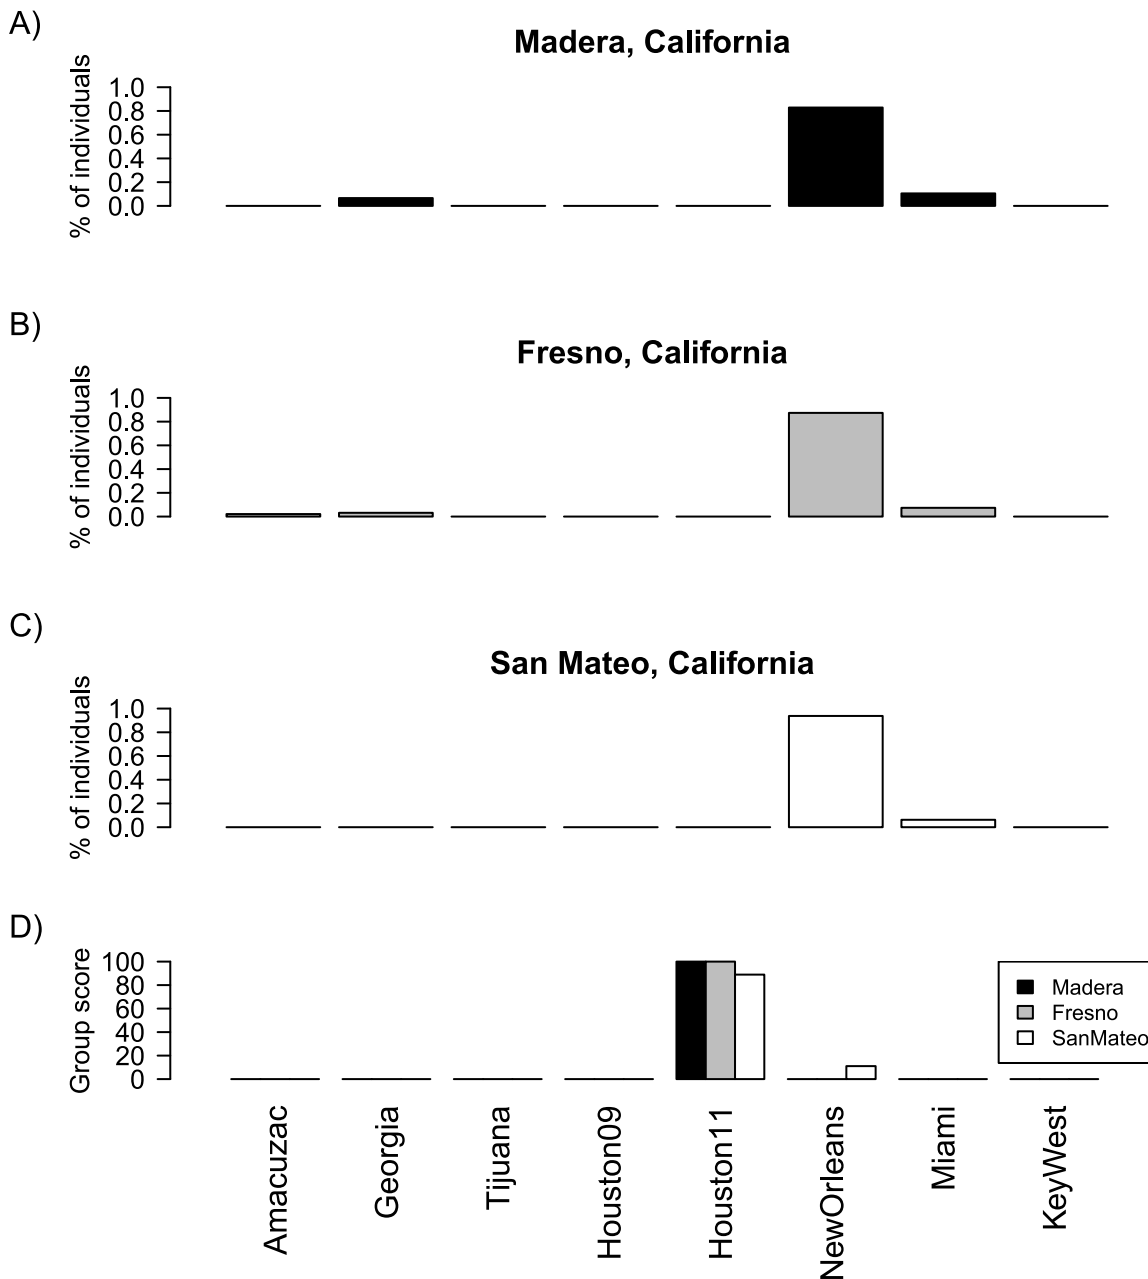 A)
Madera, California
% of individuals
1.0
0.8
0.6
0.4
0.2
0.0
B)
Fresno, California
% of individuals
1.0
0.8
0.6
0.4
0.2
0.0
C)
San Mateo, California
% of individuals
1.0
0.8
0.6
0.4
0.2
0.0
D)
Group score
100
80
60
40
20
0
Madera
Fresno
SanMateo
Amacuzac
Georgia
Tijuana
Houston09
Houston11
NewOrleans
Miami
KeyWest